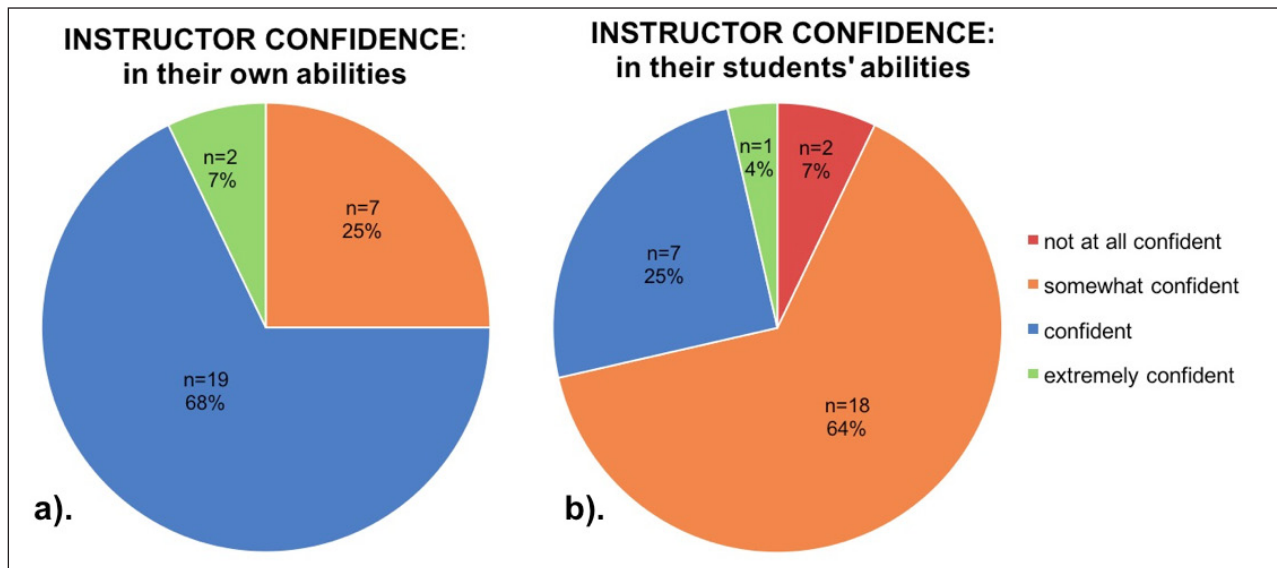 INSTRUCTOR CONFIDENCE:
in their own abilities
n=2
7%
n=7
25%
n=19
68%
a).
INSTRUCTOR CONFIDENCE:
in their students' abilities
n=1
4%
n=2
7%
n=7
25%
n=18
64%
b).
not at all confident
somewhat confident
confident
extremely confident